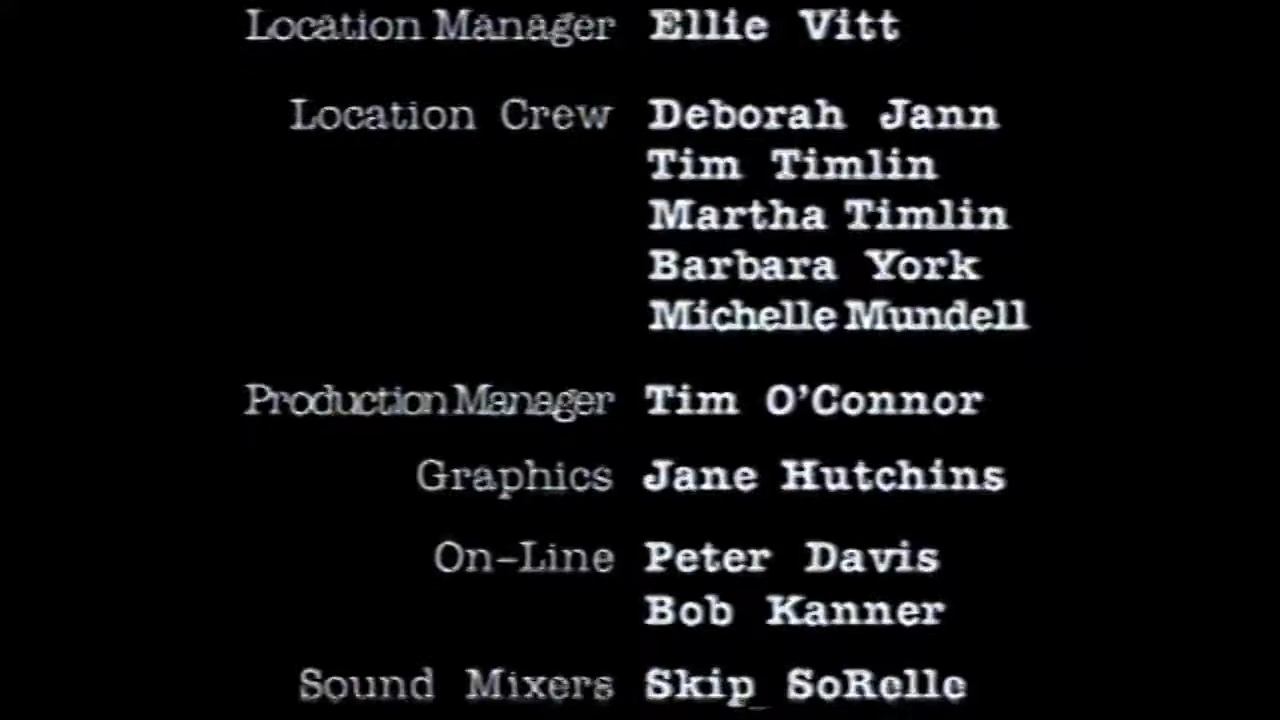 Location Manager Ellie Vitt
Location Crew Deborah Jann
Tim Timlin
Martha Timlin
Barbara York
Michelle Mundell
Production Manager Tim O'Connor
Graphics Jane Hutchins
On-Line Peter Davis
Bob Kanner
Sound Mixers Skip SoRelle